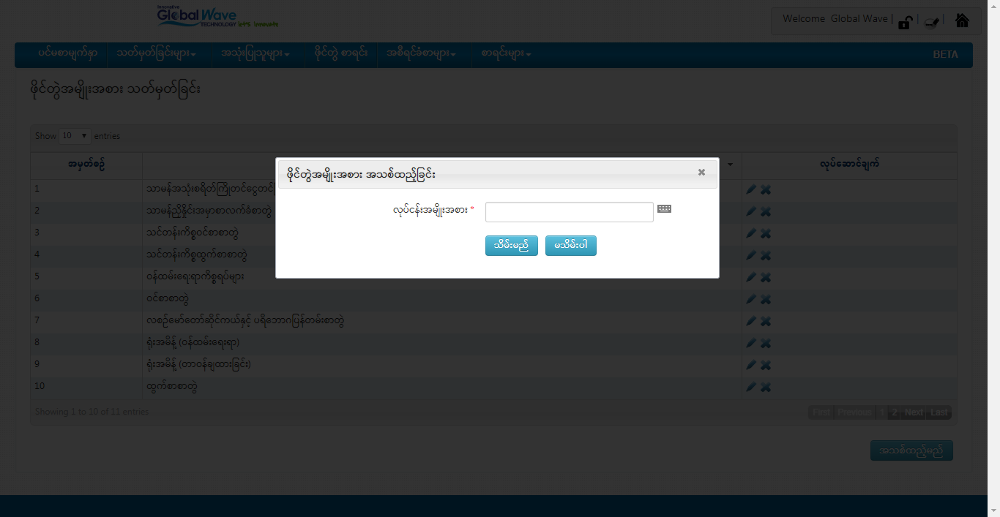 Innovative
Global Wave
TECHNOLOGY let's innovate
Welcome Global Wave
ပင်မစာမျက်နှာ သတ်မှတ်ခြင်းများ အသုံးပြုသူများ ဖိုင်တွဲ စာရင်း အစီရင်ခံစာများ စာရင်းများ BETA
ဖိုင်တွဲအမျိုးအစား သတ်မှတ်ခြင်း
Show 10 entries
အမှတ်စဉ် လုပ်ဆောင်ချက်
ဖိုင်တွဲအမျိုးအစား အသစ်ထည့်ခြင်း
လုပ်ငန်းအမျိုးအစား *
သိမ်းမည် မသိမ်းပါ
1 သာမန်အသုံးစရိတ်ကြိုတင်ငွေတင်
2 သာမန်ညှိနှိုင်းအမှာစာလက်ခံစာတွဲ
3 သင်တန်းကိစ္စဝင်စာစာတွဲ
4 သင်တန်းကိစ္စထွက်စာစာတွဲ
5 ဝန်ထမ်းရေးရာကိစ္စရပ်များ
6 ဝင်စာစာတွဲ
7 လစဉ်မော်တော်ဆိုင်ကယ်နှင့် ပရိဘောဂပြန်တမ်းစာတွဲ
8 ရုံးအမိန့် (ဝန်ထမ်းရေးရာ)
9 ရုံးအမိန့် (တာဝန်ချထားခြင်း)
10 ထွက်စာစာတွဲ
Showing 1 to 10 of 11 entries First Previous 1 2 Next Last
အသစ်ထည့်မည်